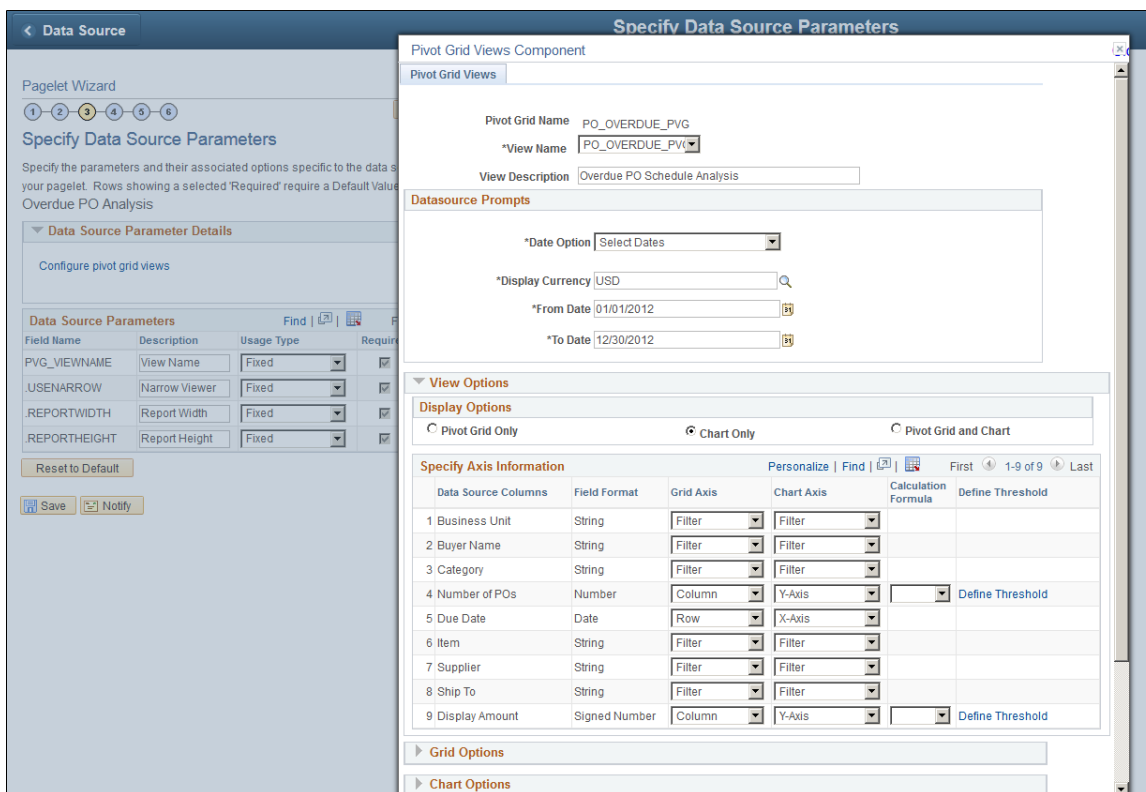 Data Source
Specify Data Source Parameters
Pagelet Wizard
1 2 3 4 5 6
Specify Data Source Parameters
Specify the parameters and their associated options specific to the data s
your pagelet. Rows showing a selected 'Required' require a Default Value
Overdue PO Analysis
Data Source Parameter Details
Configure pivot grid views
Data Source Parameters Find | | F
Field Name Description Usage Type Require
PVG_VIEWNAME View Name Fixed
.USENARROW Narrow Viewer Fixed
.REPORTWIDTH Report Width Fixed
.REPORTHEIGHT Report Height Fixed
Reset to Default
Save Notify
Pivot Grid Views Component
Pivot Grid Views
Pivot Grid Name PO_OVERDUE_PVG
*View Name PO_OVERDUE_PVG
View Description Overdue PO Schedule Analysis
Datasource Prompts
*Date Option Select Dates
*Display Currency USD
*From Date 01/01/2012
*To Date 12/30/2012
View Options
Display Options
Pivot Grid Only Chart Only Pivot Grid and Chart
Specify Axis Information Personalize | Find | | First 1-9 of 9 Last
Data Source Columns Field Format Grid Axis Chart Axis Calculation Formula Define Threshold
1 Business Unit String Filter Filter
2 Buyer Name String Filter Filter
3 Category String Filter Filter
4 Number of POs Number Column Y-Axis Define Threshold
5 Due Date Date Row X-Axis
6 Item String Filter Filter
7 Supplier String Filter Filter
8 Ship To String Filter Filter
9 Display Amount Signed Number Column Y-Axis Define Threshold
Grid Options
Chart Options